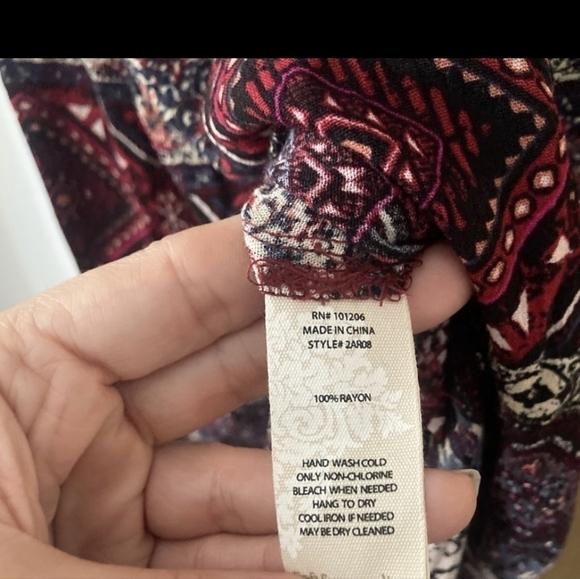 RN# 101206
MADE IN CHINA
STYLE# 2AR08
100% RAYON
HAND WASH COLD
ONLY NON-CHLORINE
BLEACH WHEN NEEDED
HANG TO DRY
COOL IRON IF NEEDED
MAY BE DRY CLEANED